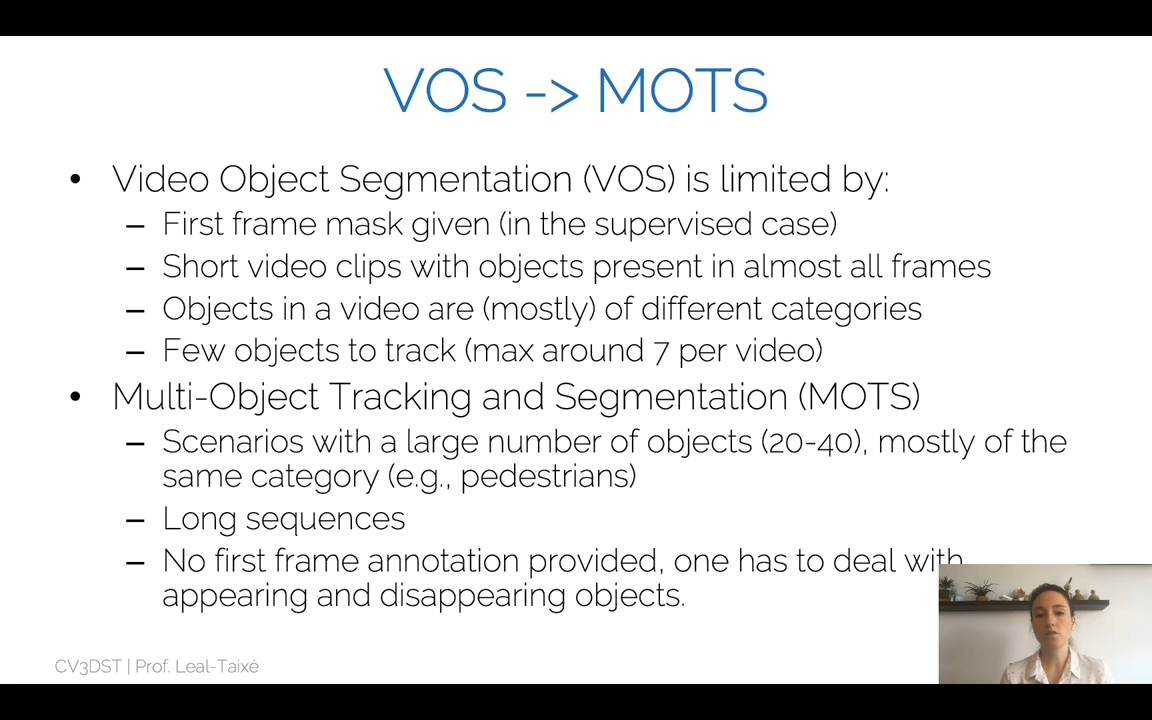 VOS -> MOTS
• Video Object Segmentation (VOS) is limited by:
– First frame mask given (in the supervised case)
– Short video clips with objects present in almost all frames
– Objects in a video are (mostly) of different categories
– Few objects to track (max around 7 per video)
• Multi-Object Tracking and Segmentation (MOTS)
– Scenarios with a large number of objects (20-40), mostly of the
same category (e.g., pedestrians)
– Long sequences
– No first frame annotation provided, one has to deal with
appearing and disappearing objects.
CV3DST | Prof. Leal-Taixé